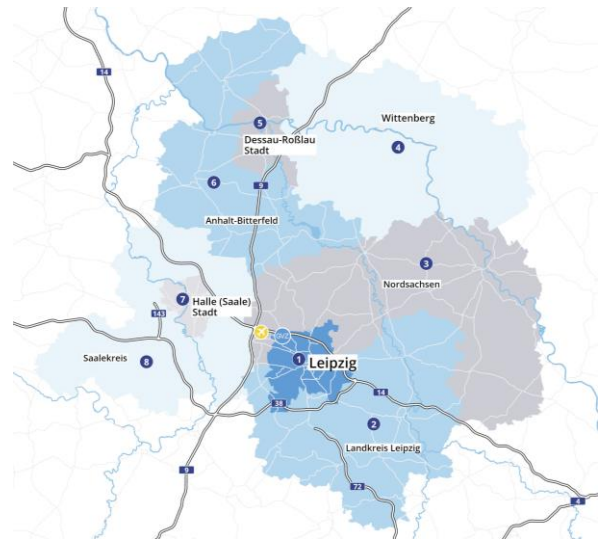 14
Wittenberg
5
Dessau-Roßlau
Stadt
4
6
9
Anhalt-Bitterfeld
3
Nordsachsen
7
Halle (Saale)
Stadt
143
Saalekreis
8
1
Leipzig
14
38
2
Landkreis Leipzig
9
72
4